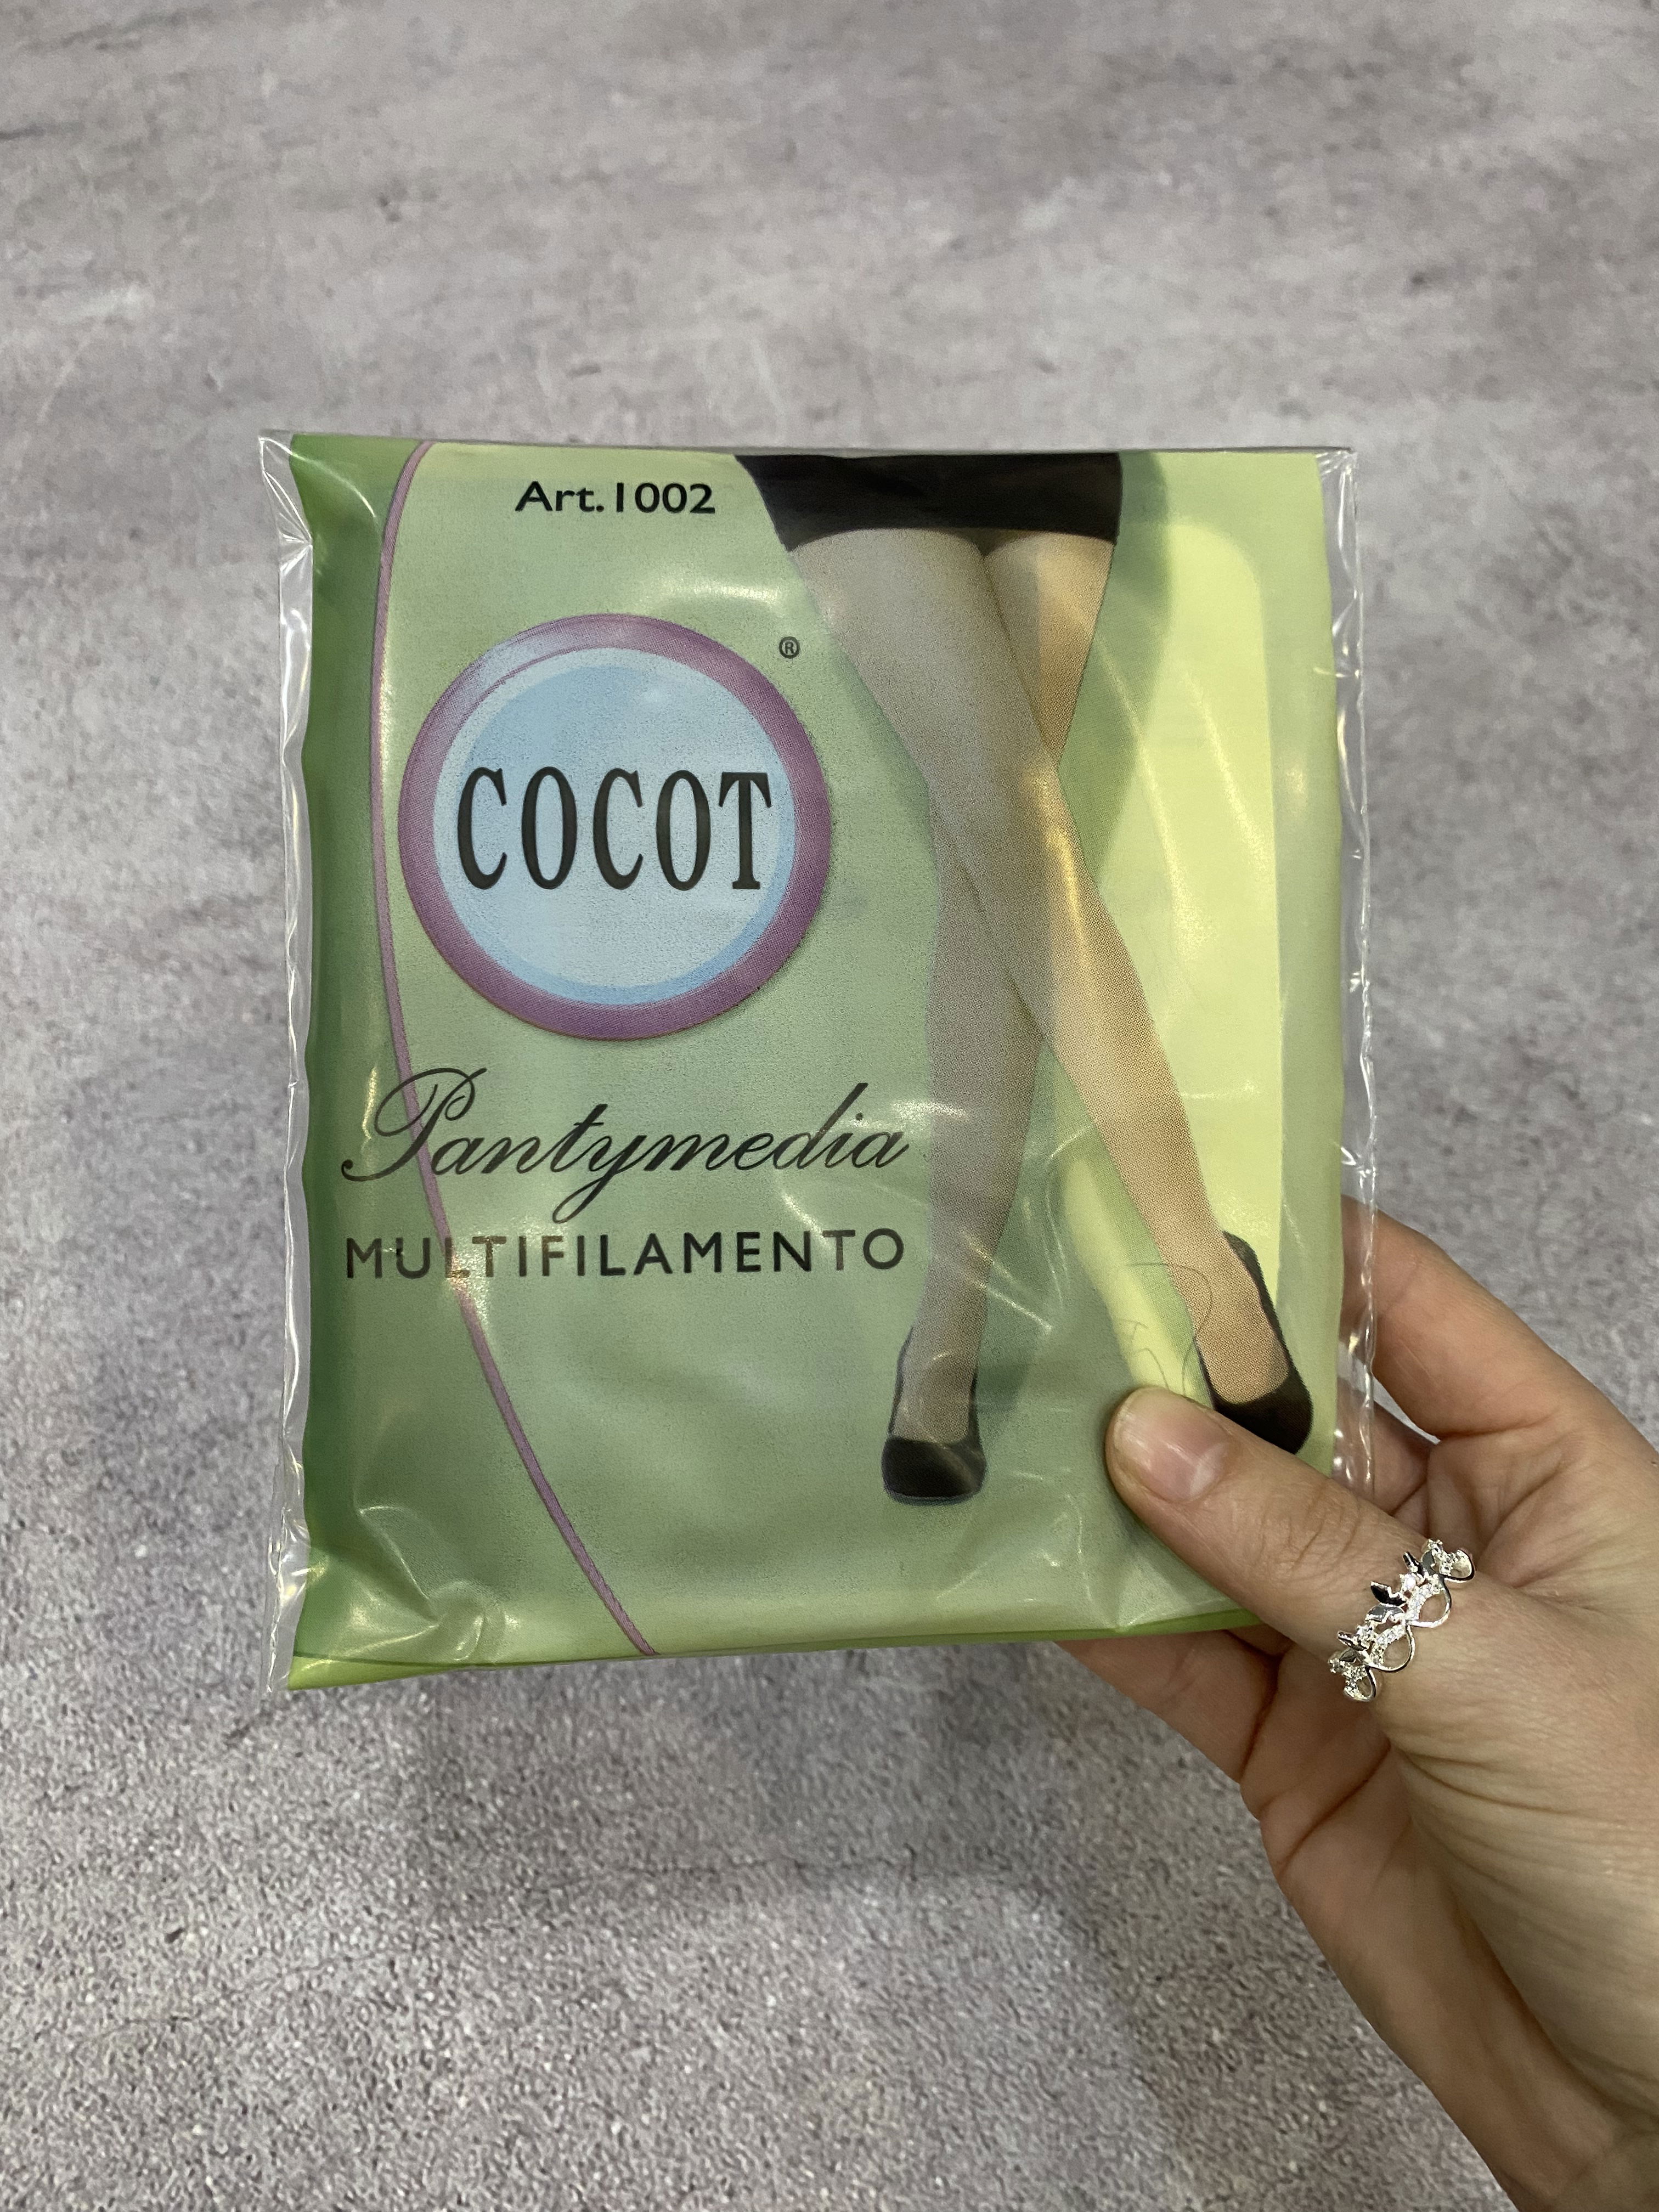 Art.1002
®
COCOT
Pantymedia
MULTIFILAMENTO